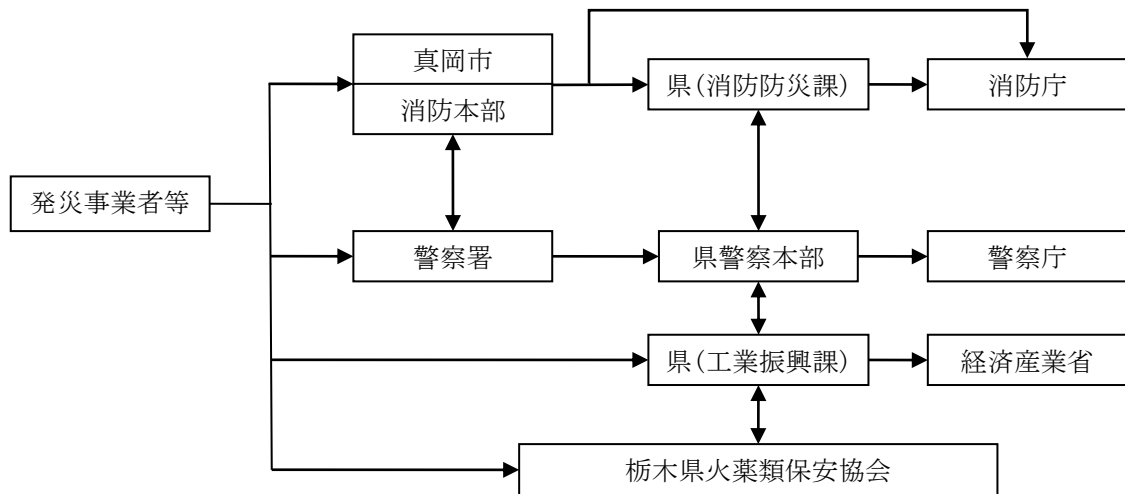 真岡市
消防本部
県(消防防災課)
消防庁
発災事業者等
警察署
県警察本部
警察庁
県(工業振興課)
経済産業省
栃木県火薬類保安協会